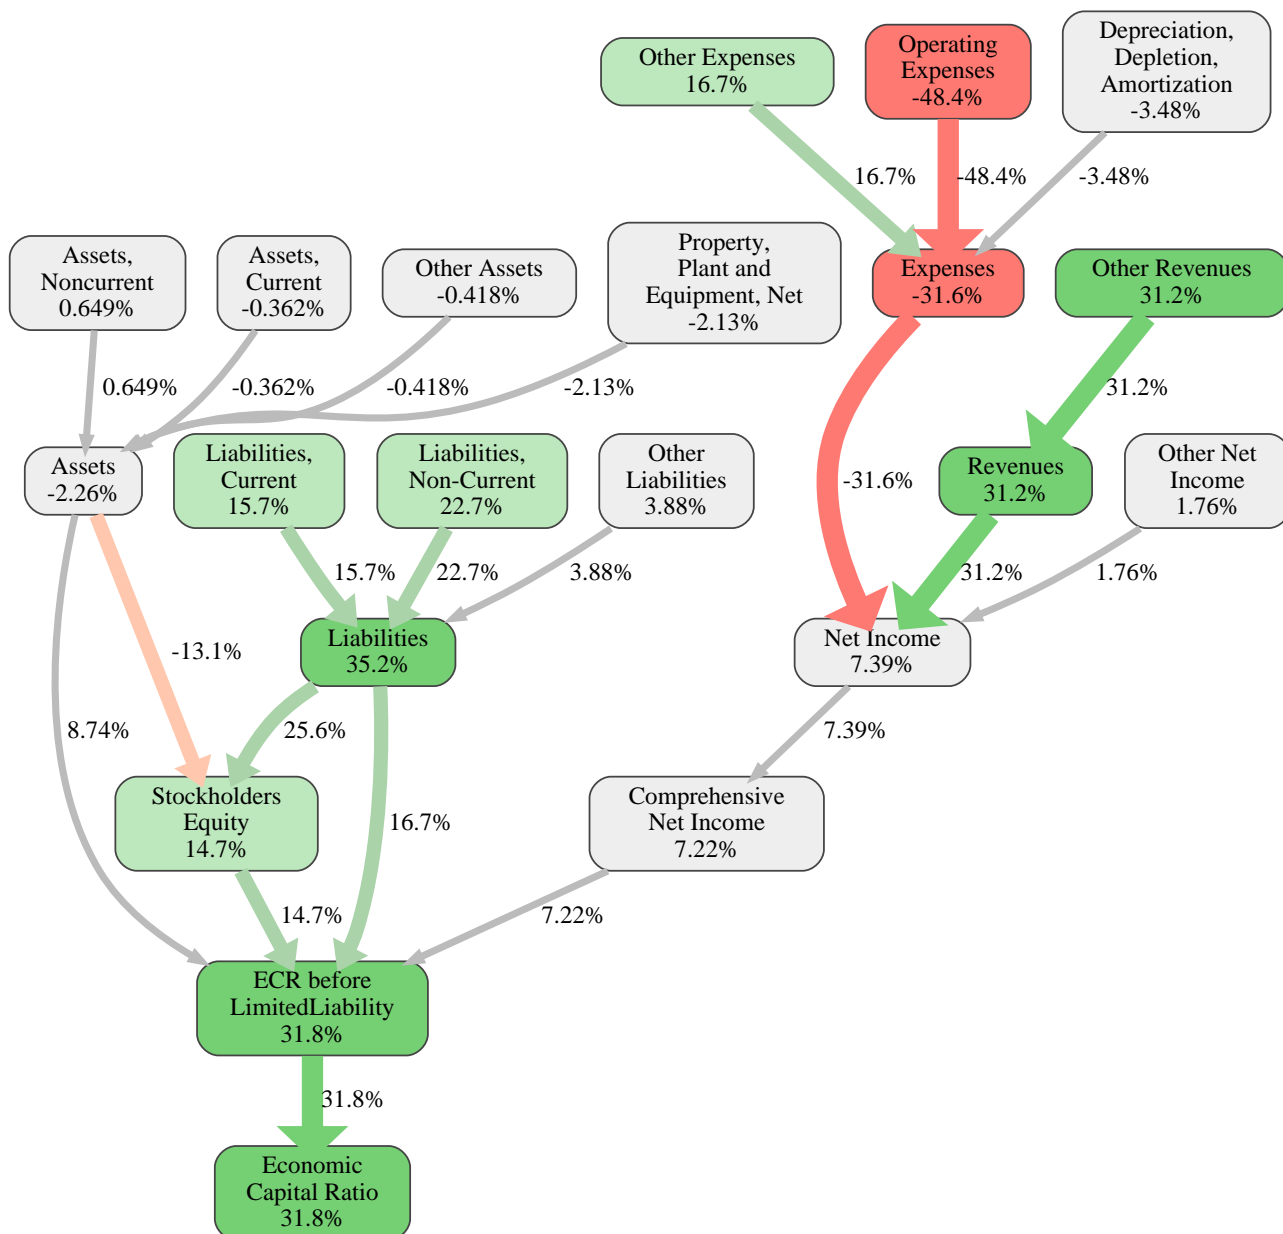 Other Expenses
16.7%
Operating
Expenses
-48.4%
Depreciation,
Depletion,
Amortization
-3.48%
16.7%
-48.4%
-3.48%
Assets,
Noncurrent
0.649%
Assets,
Current
-0.362%
Other Assets
-0.418%
Property,
Plant and
Equipment, Net
-2.13%
Expenses
-31.6%
Other Revenues
31.2%
0.649%
-0.362%
-0.418%
-2.13%
31.2%
Assets
-2.26%
Liabilities,
Current
15.7%
Liabilities,
Non-Current
22.7%
Other
Liabilities
3.88%
-31.6%
Revenues
31.2%
Other Net
Income
1.76%
15.7%
22.7%
3.88%
31.2%
1.76%
-13.1%
Liabilities
35.2%
Net Income
7.39%
8.74%
25.6%
7.39%
Stockholders
Equity
14.7%
16.7%
Comprehensive
Net Income
7.22%
14.7%
7.22%
ECR before
LimitedLiability
31.8%
31.8%
Economic
Capital Ratio
31.8%